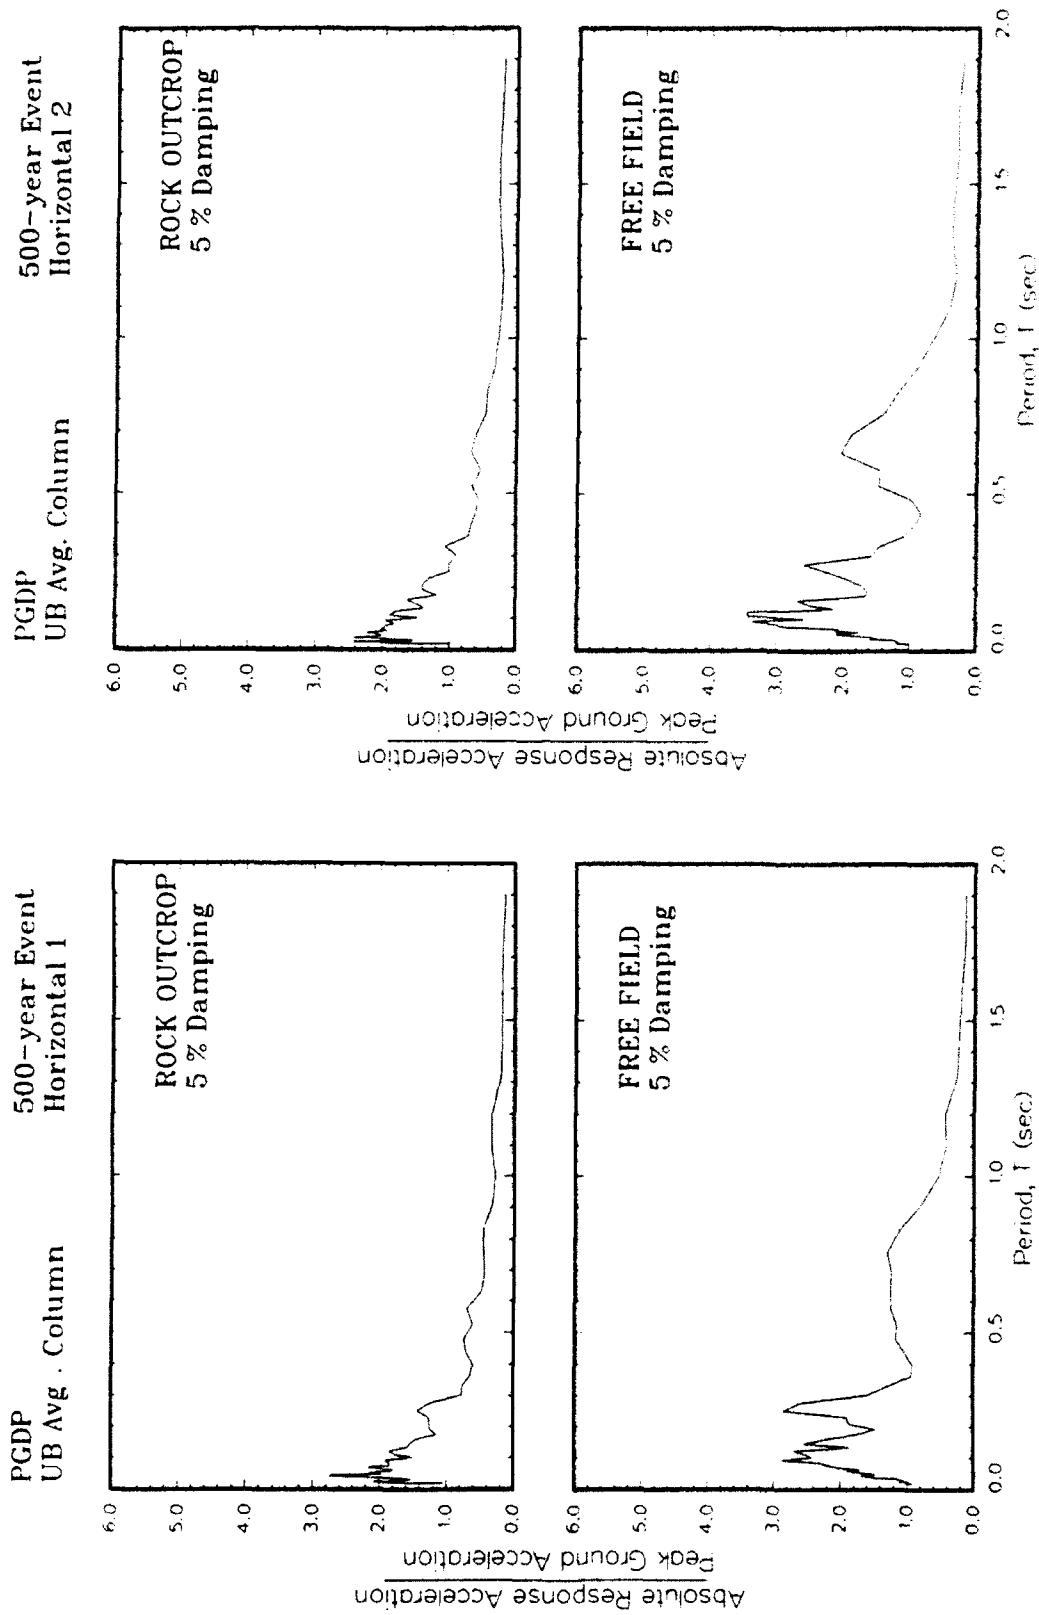 PGDP
UB Avg . Column
500-year Event
Horizontal 1
ROCK OUTCROP
5 % Damping
6.0
5.0
4.0
3.0
2.0
1.0
0.0
FREE FIELD
5 % Damping
6.0
5.0
4.0
3.0
2.0
1.0
0.0
0.0
0.5
1.0
1.5
2.0
Period, T (sec)
Absolute Response Acceleration
Peak Ground Acceleration
PGDP
UB Avg. Column
500-year Event
Horizontal 2
ROCK OUTCROP
5 % Damping
6.0
5.0
4.0
3.0
2.0
1.0
0.0
FREE FIELD
5 % Damping
6.0
5.0
4.0
3.0
2.0
1.0
0.0
0.0
0.5
1.0
1.5
2.0
Period, T (sec)
Absolute Response Acceleration
Peak Ground Acceleration